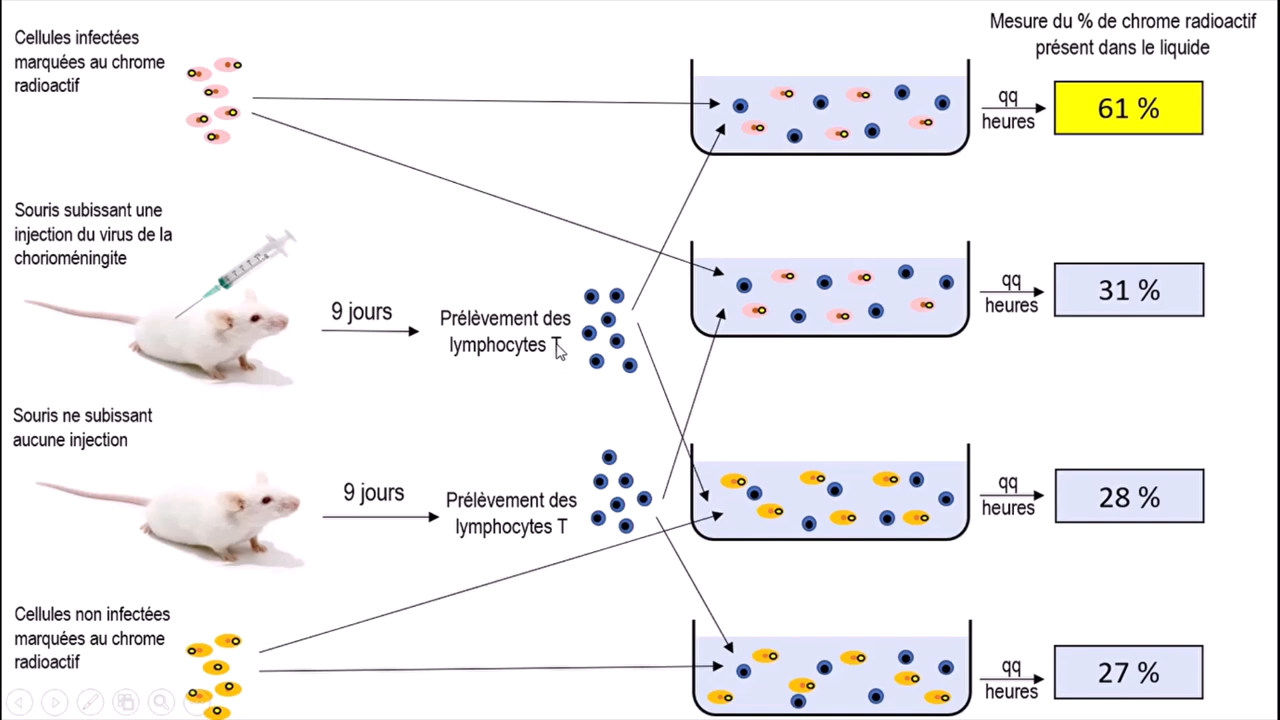 Mesure du % de chrome radioactif
présent dans le liquide
Cellules infectées
marquées au chrome
radioactif
qq
heures
61 %
Souris subissant une
injection du virus de la
chorioméningite
9 jours
Prélèvement des
lymphocytes T
qq
heures
31 %
Souris ne subissant
aucune injection
9 jours
Prélèvement des
lymphocytes T
qq
heures
28 %
Cellules non infectées
marquées au chrome
radioactif
qq
heures
27 %